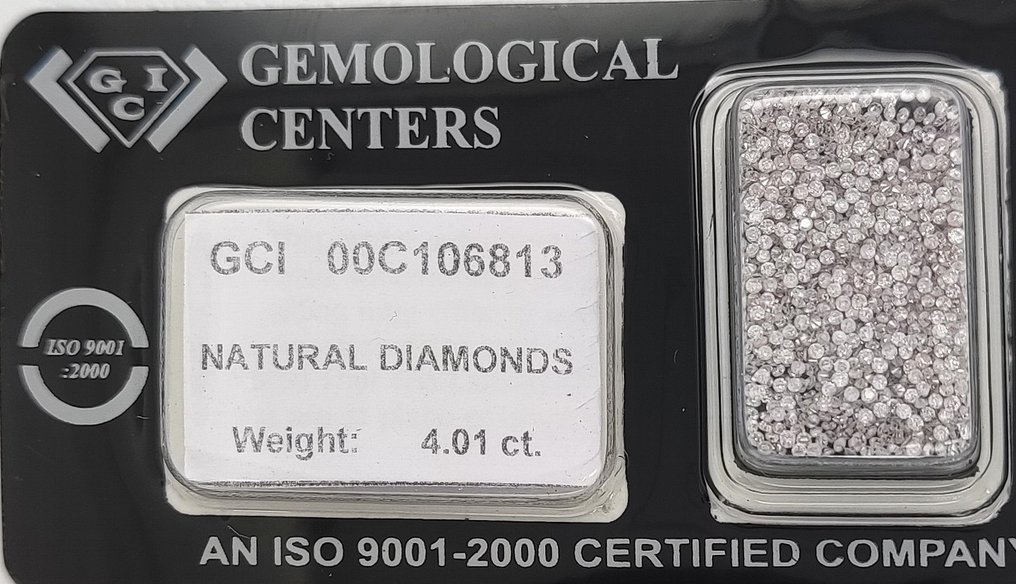 GCI
GEMOLOGICAL
CENTERS
GCI 00C106813
NATURAL DIAMONDS
Weight: 4.01 ct.
ISO 9001
:2000
AN ISO 9001-2000 CERTIFIED COMPANY